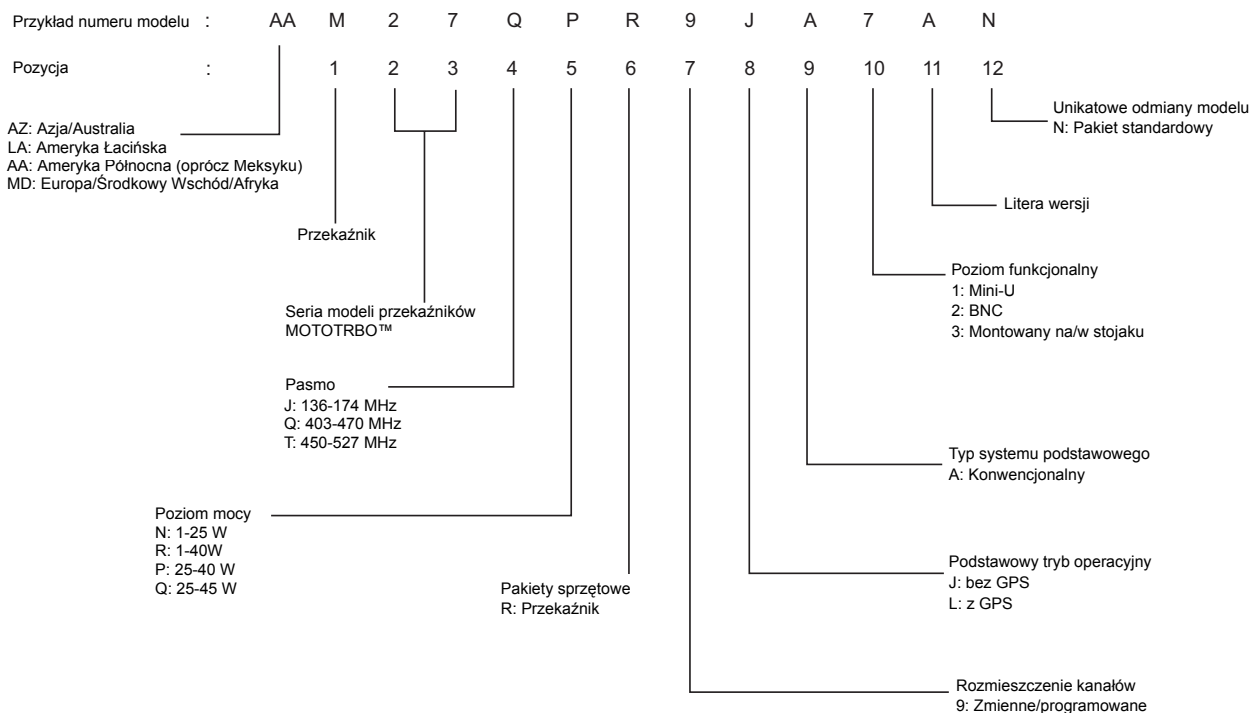 Przykład numeru modelu : AA M 2 7 Q P R 9 J A 7 A N
Pozycja : 1 2 3 4 5 6 7 8 9 10 11 12
AZ: Azja/Australia
LA: Ameryka Łacińska
AA: Ameryka Północna (oprócz Meksyku)
MD: Europa/Środkowy Wschód/Afryka
Przekaźnik
Seria modeli przekaźników
MOTOTRBO™
Pasmo
J: 136-174 MHz
Q: 403-470 MHz
T: 450-527 MHz
Poziom mocy
N: 1-25 W
R: 1-40W
P: 25-40 W
Q: 25-45 W
Pakiety sprzętowe
R: Przekaźnik
Unikatowe odmiany modelu
N: Pakiet standardowy
Litera wersji
Poziom funkcjonalny
1: Mini-U
2: BNC
3: Montowany na/w stojaku
Typ systemu podstawowego
A: Konwencjonalny
Podstawowy tryb operacyjny
J: bez GPS
L: z GPS
Rozmieszczenie kanałów
9: Zmienne/programowane